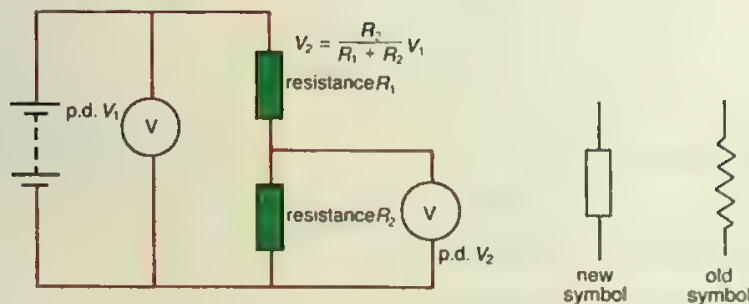 V₂ = R₂ / (R₁ + R₂) V₁
p.d. V₁
V
resistance R₁
resistance R₂
V
p.d. V₂
new
symbol
old
symbol